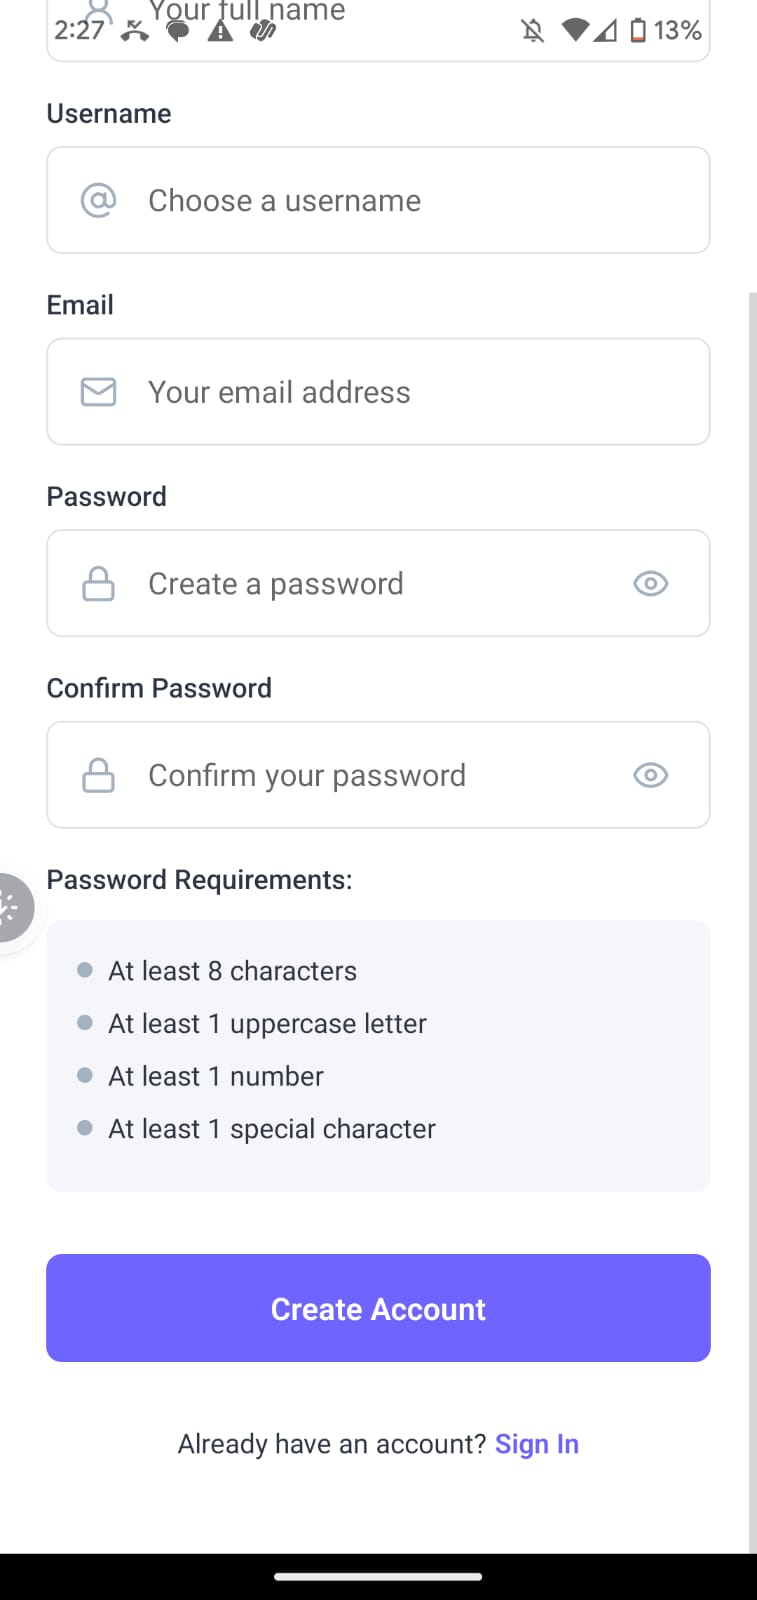 Your full name
2:27 13%
Username
Choose a username
Email
Your email address
Password
Create a password
Confirm Password
Confirm your password
Password Requirements:
At least 8 characters
At least 1 uppercase letter
At least 1 number
At least 1 special character
Create Account
Already have an account? Sign In